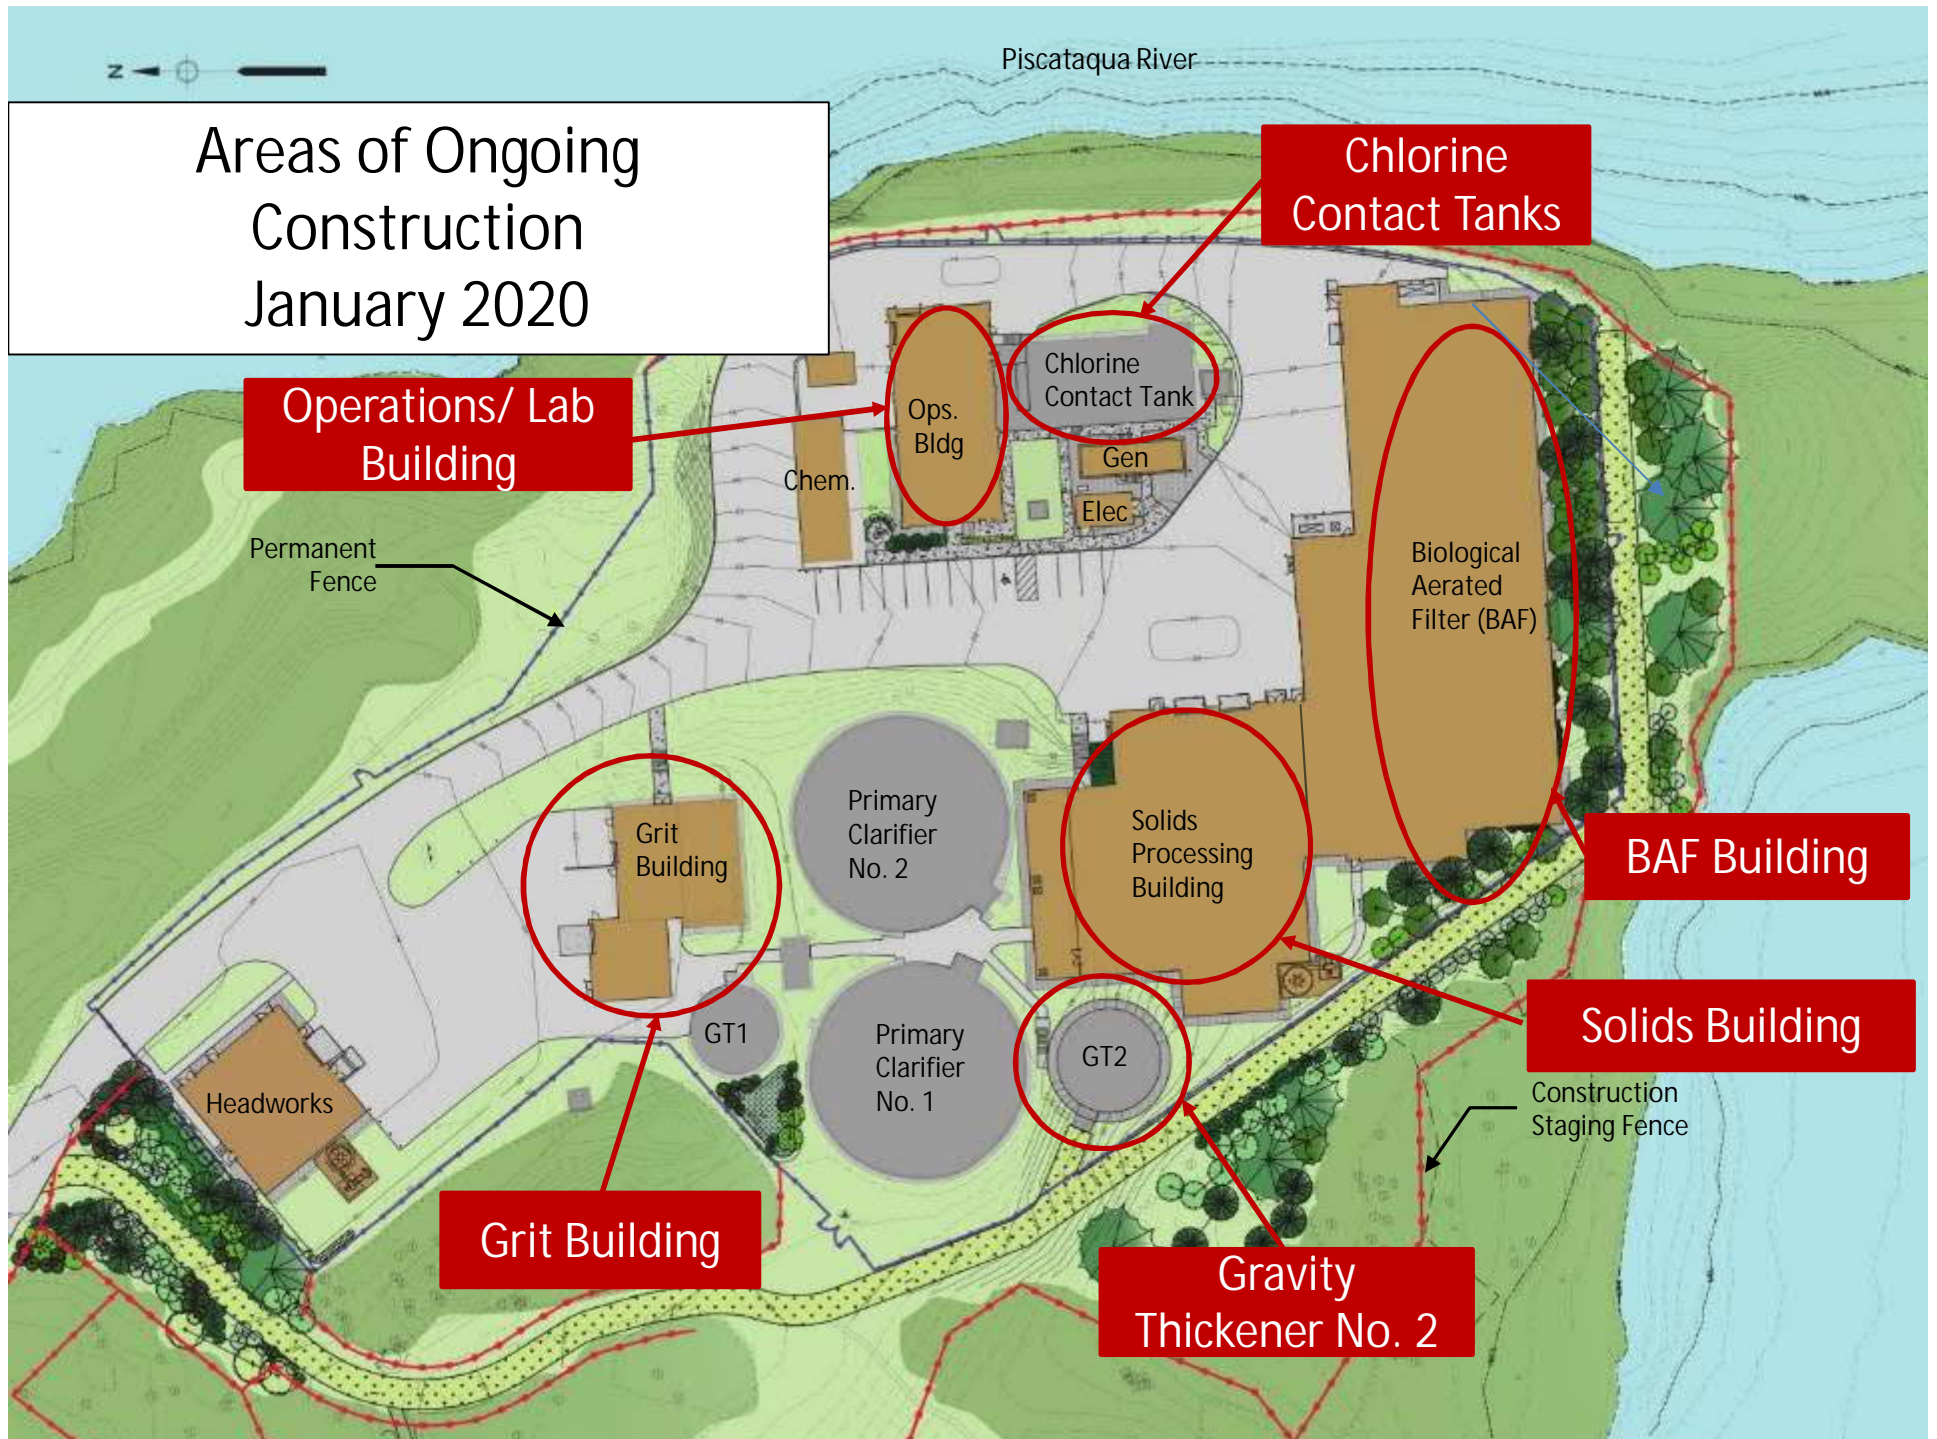 Piscataqua River
N
Areas of Ongoing
Construction
January 2020
Chlorine
Contact Tanks
Operations/ Lab
Building
Chlorine
Contact Tank
Ops.
Bldg
Gen
Chem.
Elec
Permanent
Fence
Biological
Aerated
Filter (BAF)
Primary
Clarifier
No. 2
Grit
Building
Solids
Processing
Building
BAF Building
Solids Building
GT1
Primary
Clarifier
No. 1
GT2
Headworks
Construction
Staging Fence
Grit Building
Gravity
Thickener No. 2